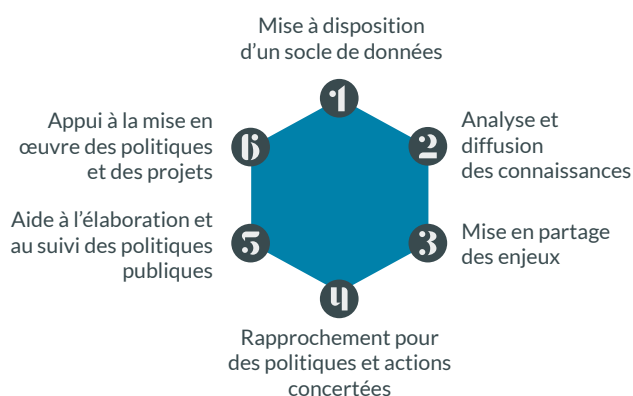 Mise à disposition
d'un socle de données
1
2
Analyse et
diffusion
des connaissances
3
Mise en partage
des enjeux
4
Rapprochement pour
des politiques et actions
concertées
5
Aide à l’élaboration et
au suivi des politiques
publiques
6
Appui à la mise en
œuvre des politiques
et des projets